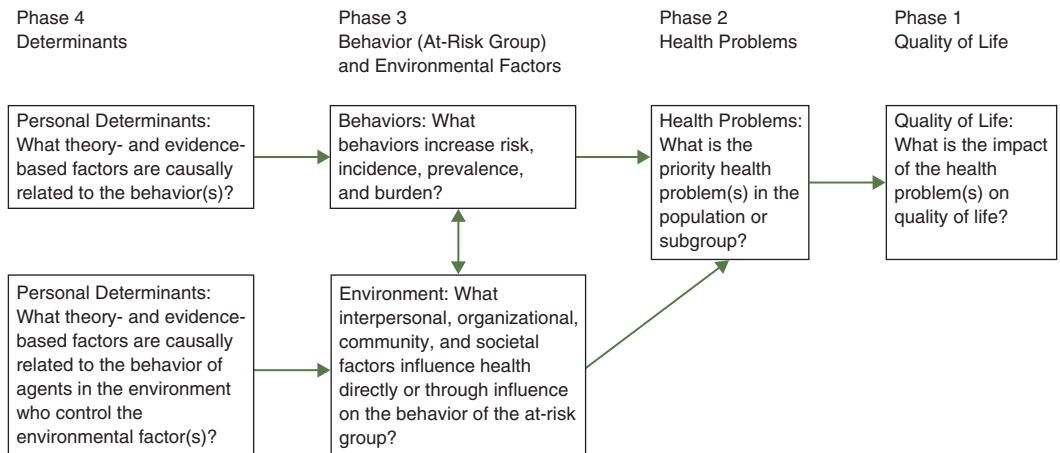 Phase 4
Determinants
Phase 3
Behavior (At-Risk Group)
and Environmental Factors
Phase 2
Health Problems
Phase 1
Quality of Life
Personal Determinants:
What theory- and evidence-
based factors are causally
related to the behavior(s)?
Behaviors: What
behaviors increase risk,
incidence, prevalence,
and burden?
Health Problems:
What is the
priority health
problem(s) in the
population or
subgroup?
Quality of Life:
What is the impact
of the health
problem(s) on
quality of life?
Personal Determinants:
What theory- and evidence-
based factors are causally
related to the behavior of
agents in the environment
who control the
environmental factor(s)?
Environment: What
interpersonal, organizational,
community, and societal
factors influence health
directly or through influence
on the behavior of the at-risk
group?